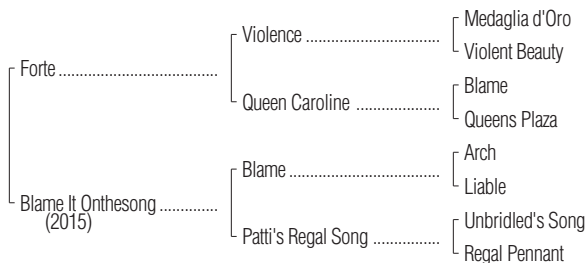 Medaglia d'Oro
Violence ........................................
Violent Beauty
Forte ................................................
Blame
Queen Caroline .........................
Queens Plaza
Arch
Blame .............................................
Liable
Blame It Onthesong .................
(2015)
Unbridled's Song
Patti's Regal Song ....................
Regal Pennant